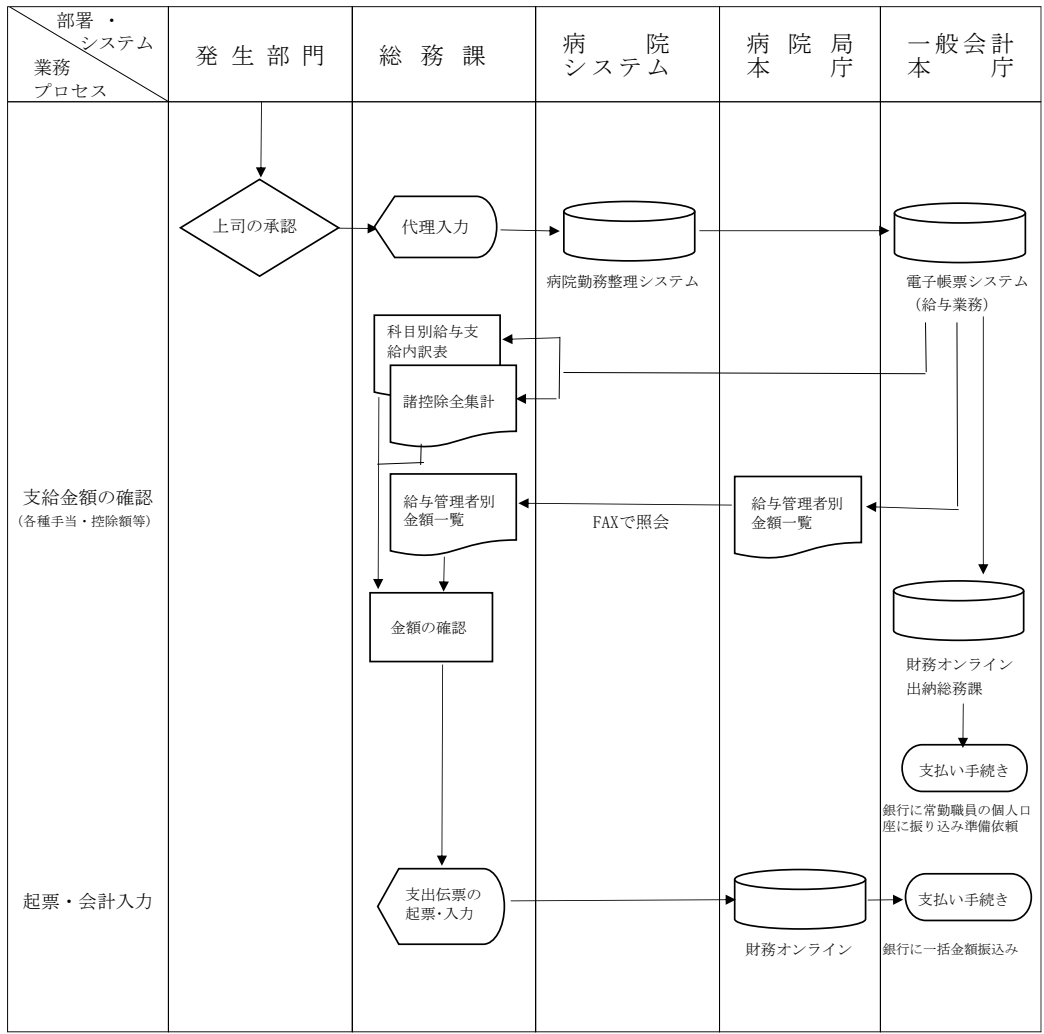 部署 ・
システム
業務
プロセス
発 生 部 門
総 務 課
病 院
システム
病 院 局
本 庁
一般会計
本 庁
上司の承認
代理入力
病院勤務整理システム
電子帳票システム
(給与業務)
科目別給与支
給内訳表
諸控除全集計
支給金額の確認
(各種手当・控除額等)
給与管理者別
金額一覧
FAXで照会
給与管理者別
金額一覧
金額の確認
財務オンライン
出納総務課
支払い手続き
銀行に常勤職員の個人口
座に振り込み準備依頼
起票・会計入力
支出伝票の
起票・入力
財務オンライン
支払い手続き
銀行に一括金額振込み